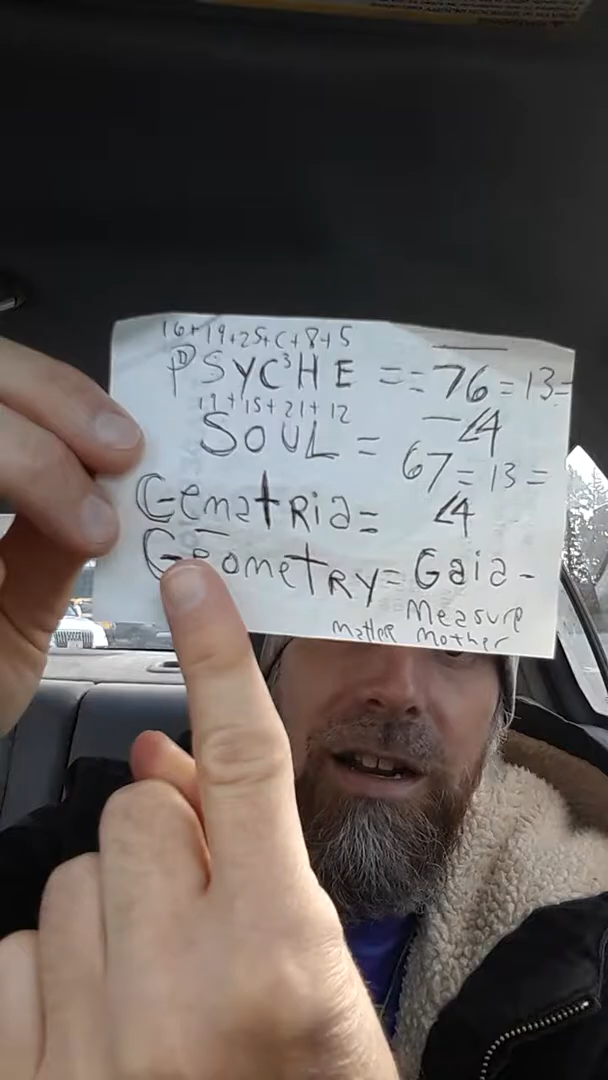 16+19+25+C+8+5
PSYC³HE == 76 = 13 =
19+15+21+12 — 4
SOUL = 67 = 13 =
Gematria = 4
Geometry = Gaia-
Measure
Matter Mother